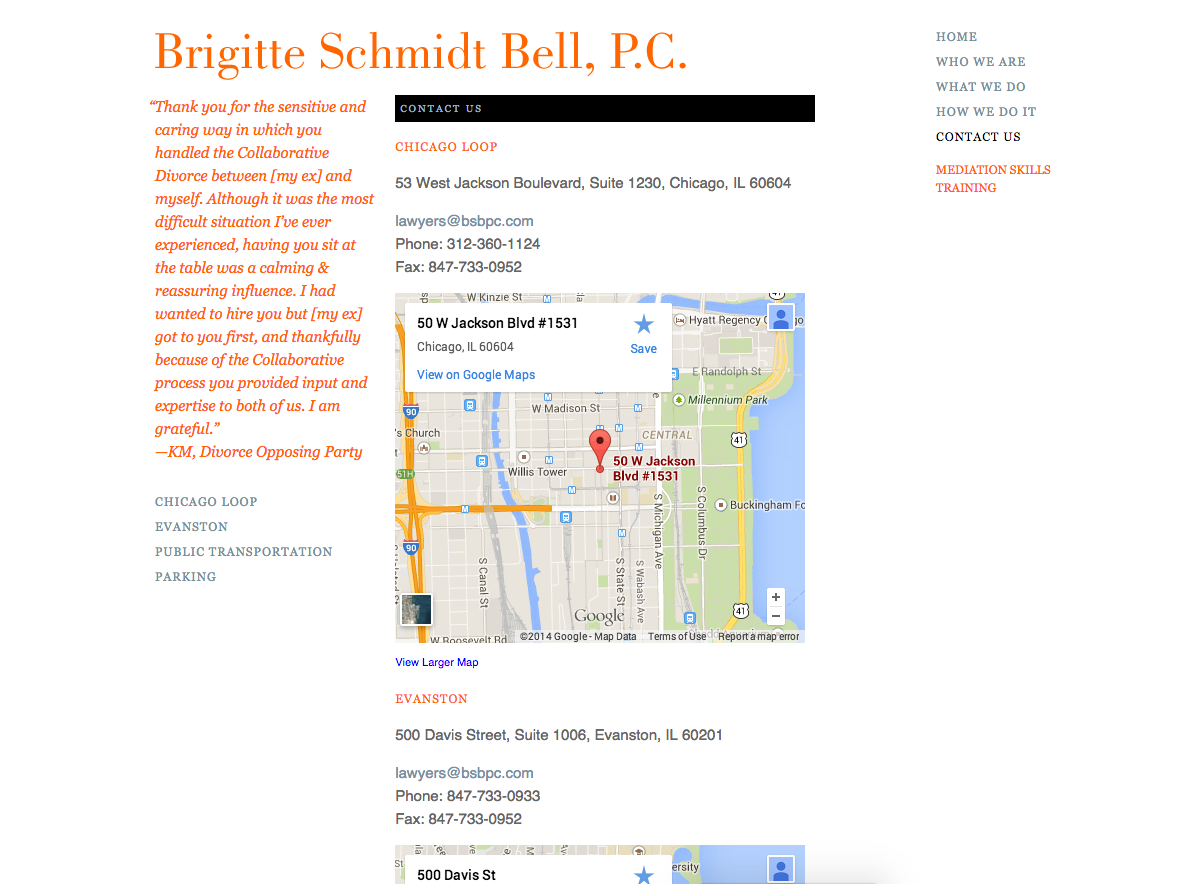 Brigitte Schmidt Bell, P.C.
“Thank you for the sensitive and
caring way in which you
handled the Collaborative
Divorce between [my ex] and
myself. Although it was the most
difficult situation I’ve ever
experienced, having you sit at
the table was a calming &
reassuring influence. I had
wanted to hire you but [my ex]
got to you first, and thankfully
because of the Collaborative
process you provided input and
expertise to both of us. I am
grateful.”
—KM, Divorce Opposing Party
CHICAGO LOOP
EVANSTON
PUBLIC TRANSPORTATION
PARKING
CONTACT US
CHICAGO LOOP
53 West Jackson Boulevard, Suite 1230, Chicago, IL 60604
lawyers@bsbpc.com
Phone: 312-360-1124
Fax: 847-733-0952
W Kinzie St
41
50 W Jackson Blvd #1531
Chicago, IL 60604
View on Google Maps
Save
Hyatt Regency C
E Randolph St
Millennium Park
W Madison St
90
's Church
CENTRAL
41
Willis Tower
50 W Jackson
Blvd #1531
51H
Buckingham Fo
S Michigan Ave
S Columbus Dr
90
S Canal St
S State St
S Wabash Ave
41
+
−
Google
W Roosevelt Rd
©2014 Google - Map Data
Terms of Use
Report a map error
View Larger Map
EVANSTON
500 Davis Street, Suite 1006, Evanston, IL 60201
lawyers@bsbpc.com
Phone: 847-733-0933
Fax: 847-733-0952
500 Davis St
ersity
HOME
WHO WE ARE
WHAT WE DO
HOW WE DO IT
CONTACT US
MEDIATION SKILLS
TRAINING